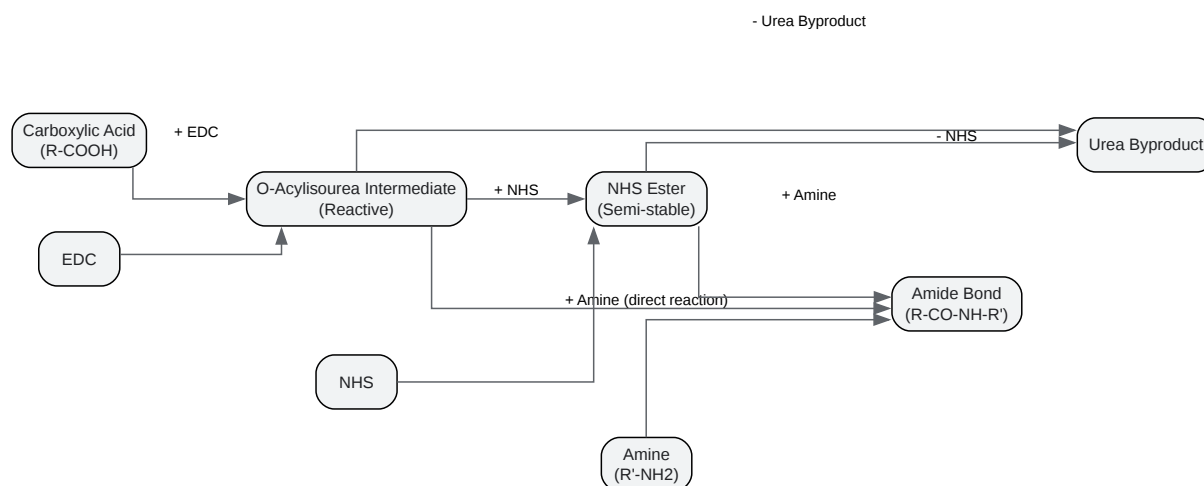 - Urea Byproduct
Carboxylic Acid
(R-COOH)
+ EDC
- NHS
Urea Byproduct
O-Acylisourea Intermediate
(Reactive)
+ NHS
NHS Ester
(Semi-stable)
+ Amine
EDC
+ Amine (direct reaction)
Amide Bond
(R-CO-NH-R')
NHS
Amine
(R'-NH2)